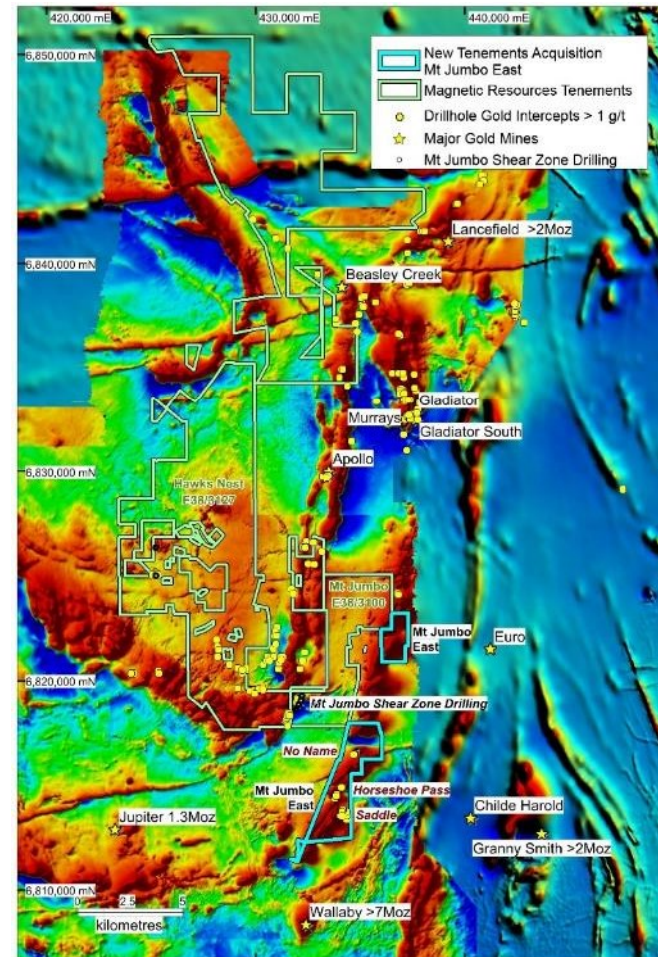 420,000 mE
430,000 mE
440,000 mE
6,850,000 mN
New Tenements Acquisition
Mt Jumbo East
Magnetic Resources Tenements
Drillhole Gold Intercepts > 1 g/t
Major Gold Mines
Mt Jumbo Shear Zone Drilling
Lancefield >2Moz
6,840,000 mN
Beasley Creek
Gladiator
Murrays
Gladiator South
6,830,000 mN
Apollo
Hawks Nest
E38/3127
Mt Jumbo
E38/3100
Mt Jumbo
East
Euro
6,820,000 mN
Mt Jumbo Shear Zone Drilling
No Name
Mt Jumbo
East
Horseshoe Pass
Saddle
Jupiter 1.3Moz
Childe Harold
Granny Smith >2Moz
6,810,000 mN
0 5
kilometres
Wallaby >7Moz